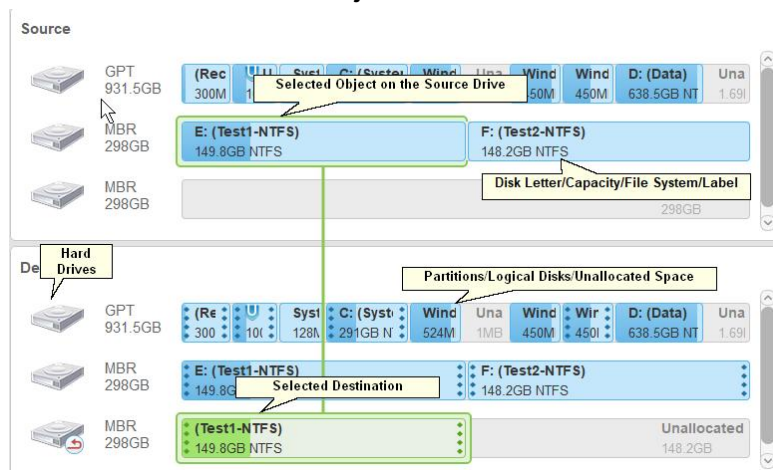 Source
GPT
931.5GB
(Rec
300M
Syst
C: (System
Wind
Una
Wind
450M
Wind
450M
D: (Data)
638.5GB NT
Una
Selected Object on the Source Drive
MBR
298GB
E: (Test1-NTFS)
149.8GB NTFS
F: (Test2-NTFS)
148.2GB NTFS
Disk Letter/Capacity/File System/Label
MBR
298GB
298GB
De
Hard
Drives
Partitions/Logical Disks/Unallocated Space
GPT
931.5GB
(Re
300
Syst
C: (Syst
291GB N
Wind
524M
Una
1MB
Wind
450M
D: (Data)
638.5GB NT
Una
MBR
298GB
E: (Test1-NTFS)
149.8G
F: (Test2-NTFS)
148.2GB NTFS
Selected Destination
MBR
298GB
(Test1-NTFS)
149.8GB NTFS
Unallocated
148.2GB